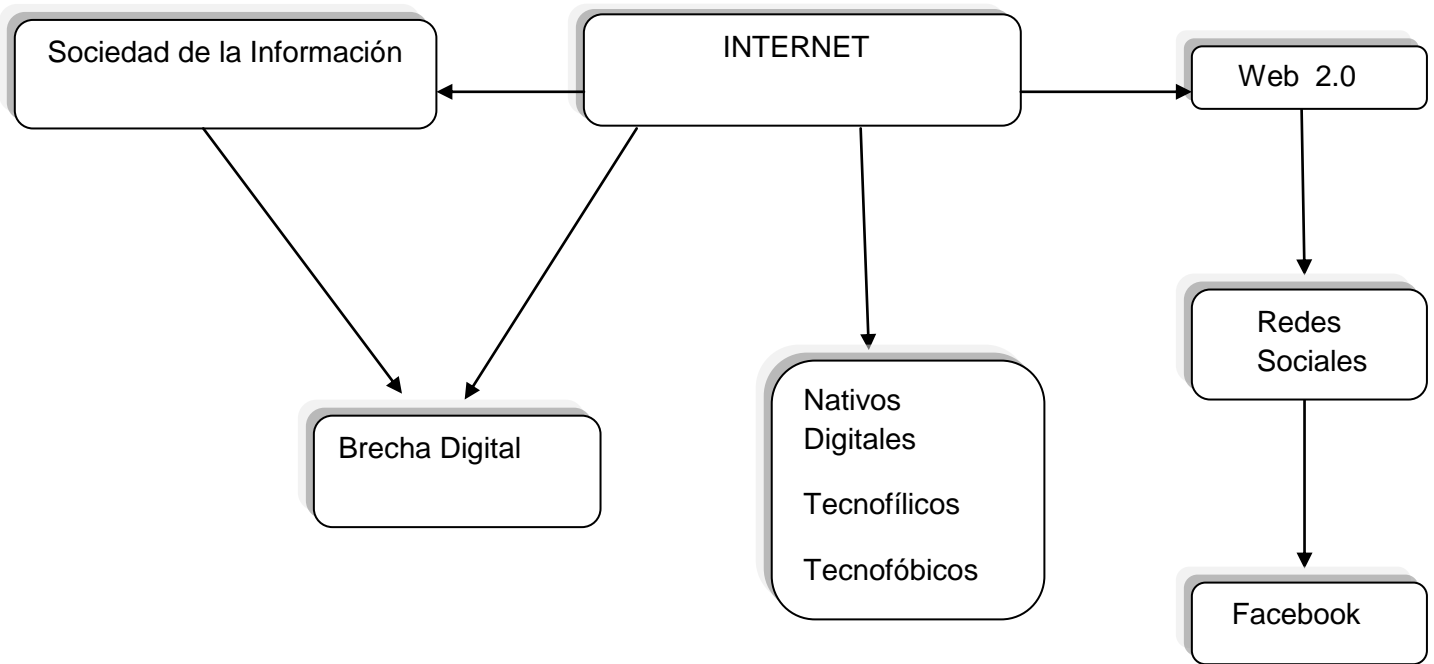 Sociedad de la Información
INTERNET
Web 2.0
Redes
Sociales
Nativos
Digitales
Brecha Digital
Tecnofílicos
Tecnofóbicos
Facebook